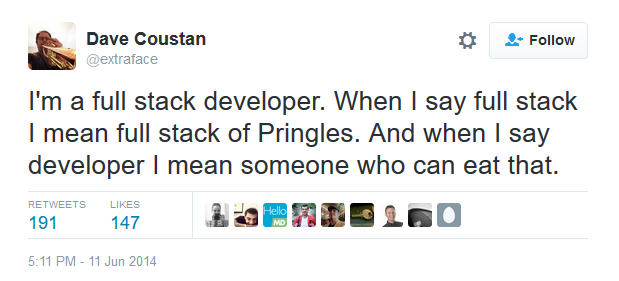 Dave Coustan
@extraface
Follow
I'm a full stack developer. When I say full stack
I mean full stack of Pringles. And when I say
developer I mean someone who can eat that.
RETWEETS LIKES
191 147
Hello
MD
5:11 PM - 11 Jun 2014